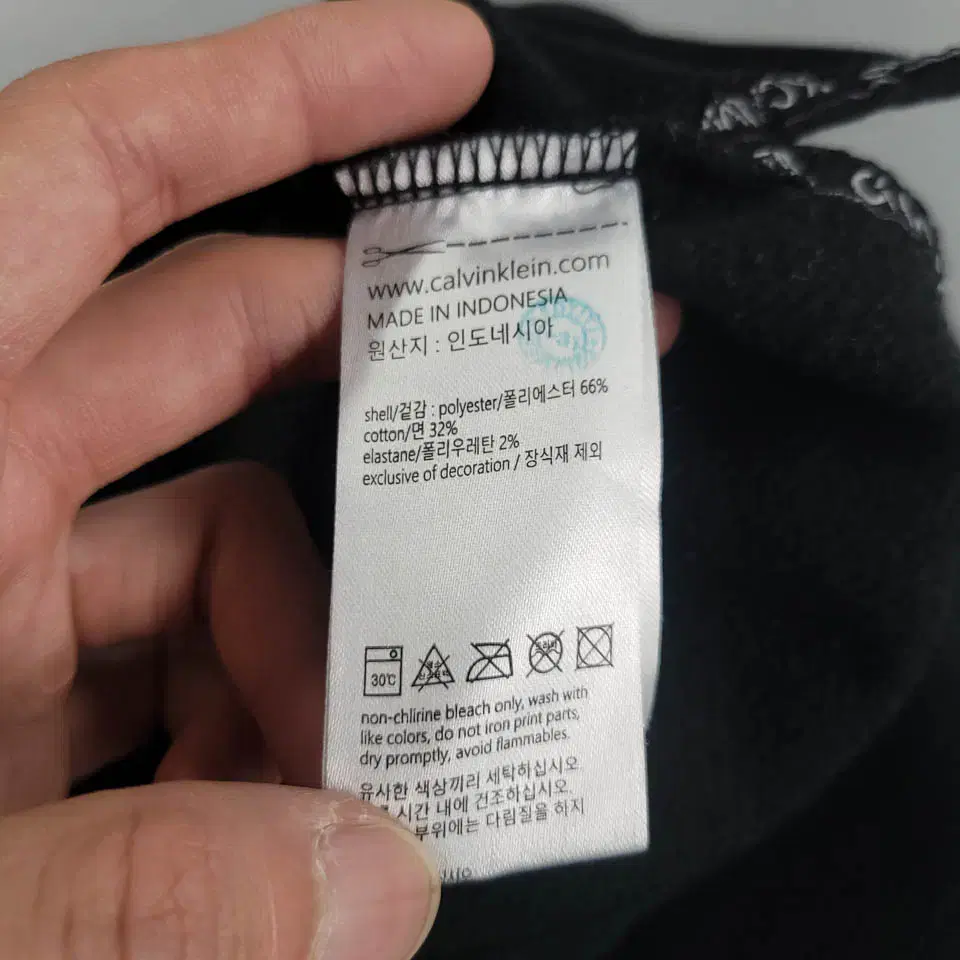 www.calvinklein.com
MADE IN INDONESIA
원산지 : 인도네시아
shell/겉감 : polyester/폴리에스터 66%
cotton/면 32%
elastane/폴리우레탄 2%
exclusive of decoration / 장식재 제외
30℃
non-chlirine bleach only, wash with
like colors, do not iron print parts,
dry promptly, avoid flammables.
유사한 색상끼리 세탁하십시오.
시간 내에 건조하십시오.
부위에는 다림질을 하지